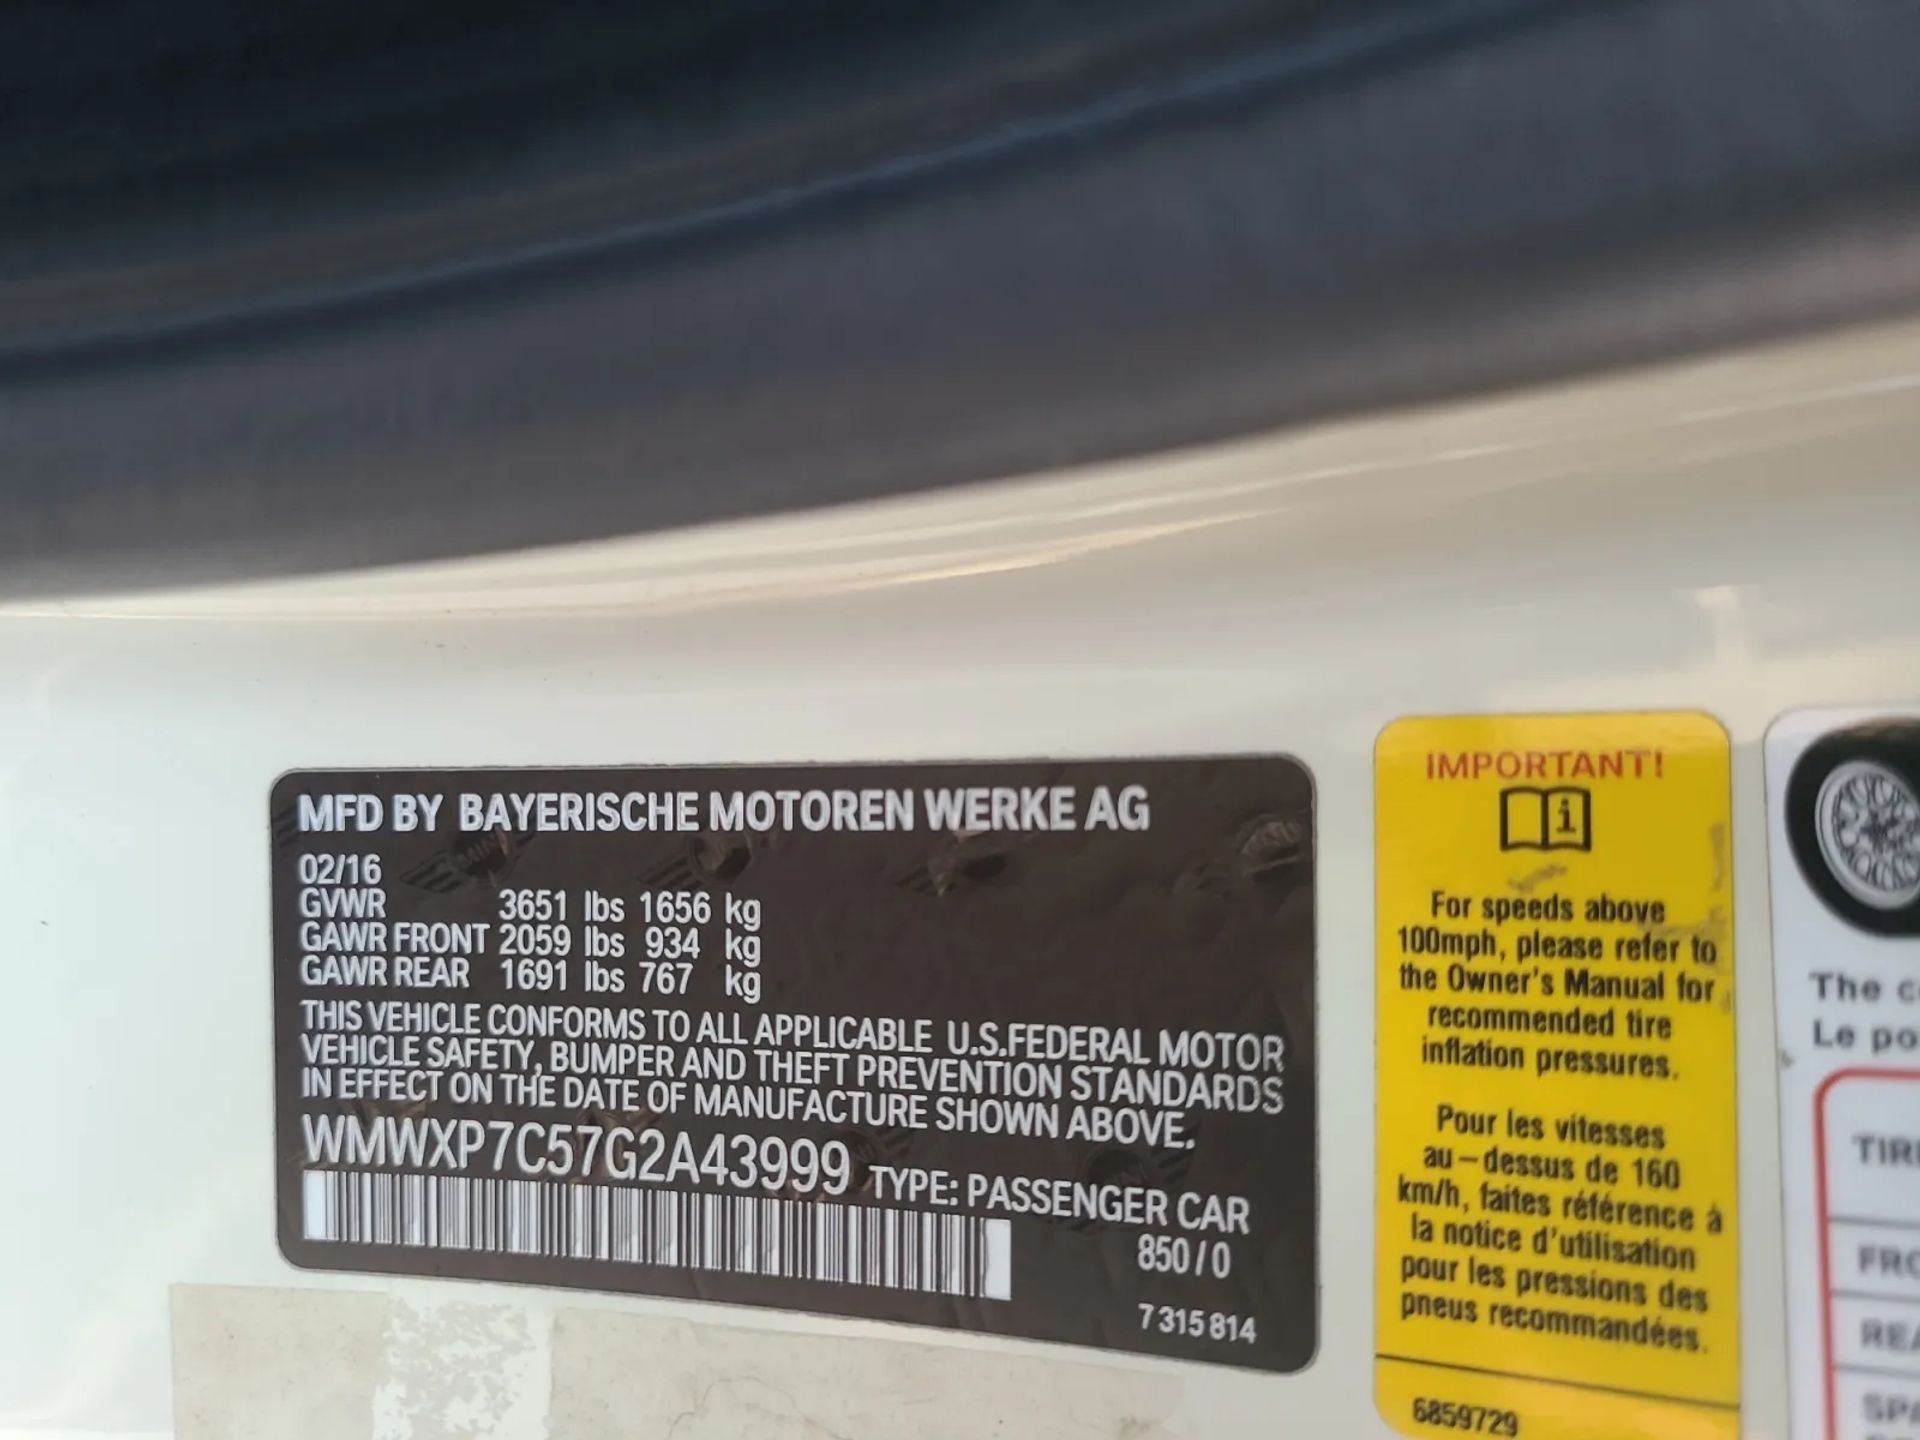 MFD BY BAYERISCHE MOTOREN WERKE AG
02/16
GVWR 3651 lbs 1656 kg
GAWR FRONT 2059 lbs 934 kg
GAWR REAR 1691 lbs 767 kg
THIS VEHICLE CONFORMS TO ALL APPLICABLE U.S.FEDERAL MOTOR
VEHICLE SAFETY, BUMPER AND THEFT PREVENTION STANDARDS
IN EFFECT ON THE DATE OF MANUFACTURE SHOWN ABOVE.
WMWXP7C57G2A43999 TYPE: PASSENGER CAR
850/0
7 315 814
IMPORTANT!
For speeds above
100mph, please refer to
the Owner's Manual for
recommended tire
inflation pressures.
Pour les vitesses
au-dessus de 160
km/h, faites référence à
la notice d'utilisation
pour les pressions des
pneus recommandées.
6859729
The
Le